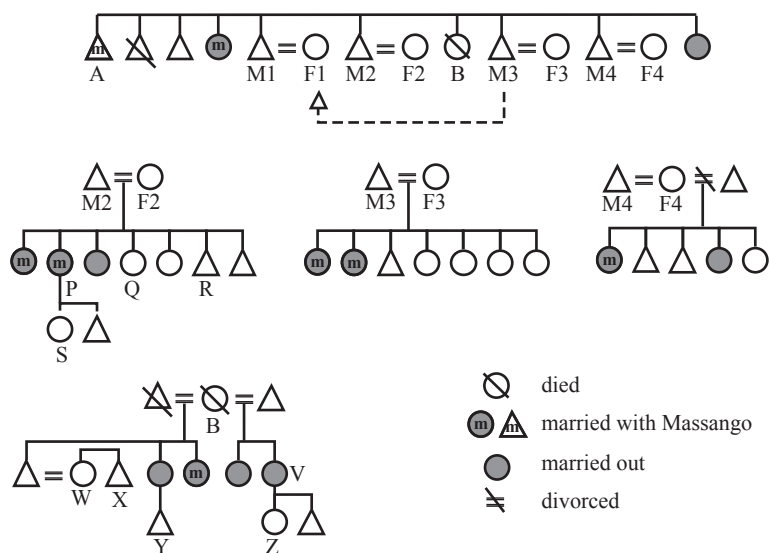 m m
A M1 F1 M2 F2 B M3 F3 M4 F4
M2 F2
M3 F3
M4 F4
m m
P Q R
m m
m
S
B
died
m m married with Massango
m
V
married out
W X
divorced
Y Z